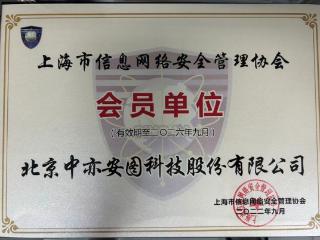 上海市信息网络安全管理协会
会员单位
（有效期至二〇二六年九月）
北京中亦安图科技股份有限公司
上海市信息网络安全管理协会
二〇二二年九月